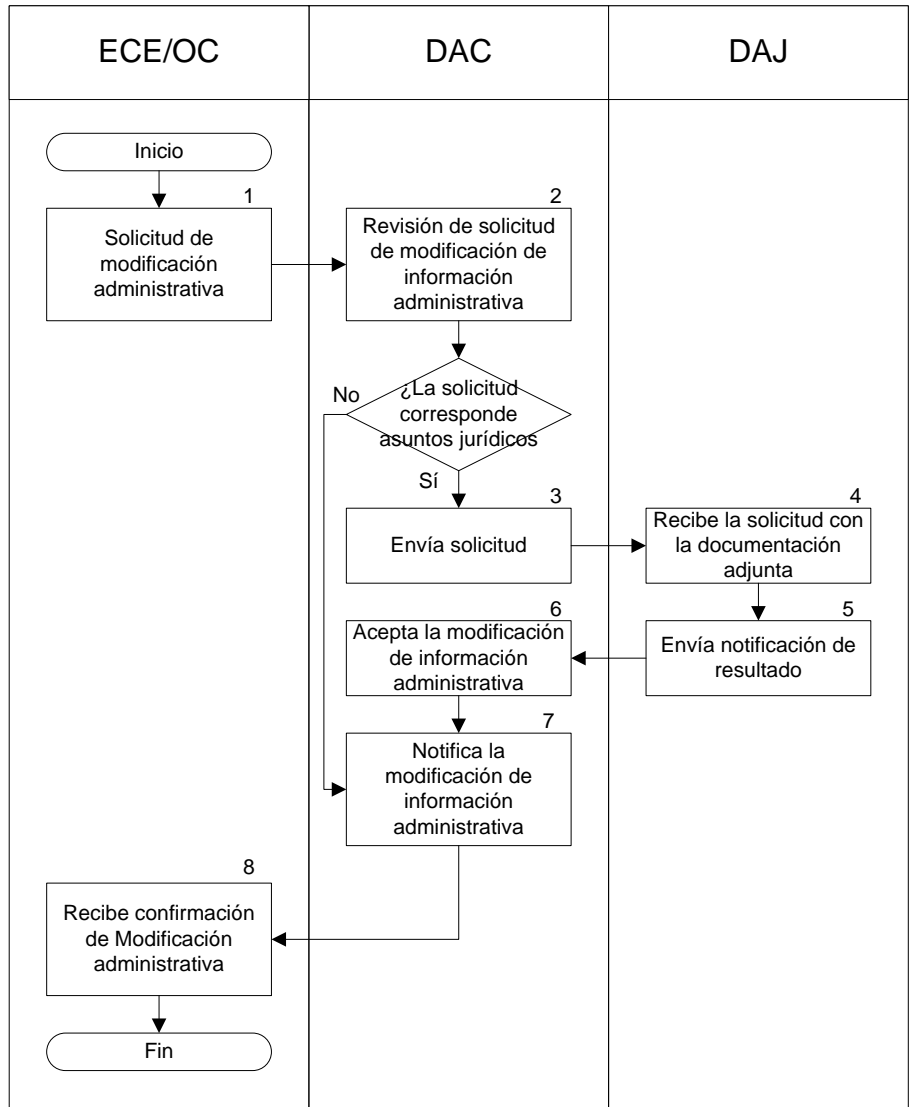 ECE/OC
DAC
DAJ
Inicio
1
Solicitud de
modificación
administrativa
2
Revisión de solicitud
de modificación de
información
administrativa
¿La solicitud
corresponde
asuntos jurídicos
No
Sí
3
Envía solicitud
4
Recibe la solicitud con
la documentación
adjunta
5
Envía notificación de
resultado
6
Acepta la modificación
de información
administrativa
7
Notifica la
modificación de
información
administrativa
8
Recibe confirmación
de Modificación
administrativa
Fin